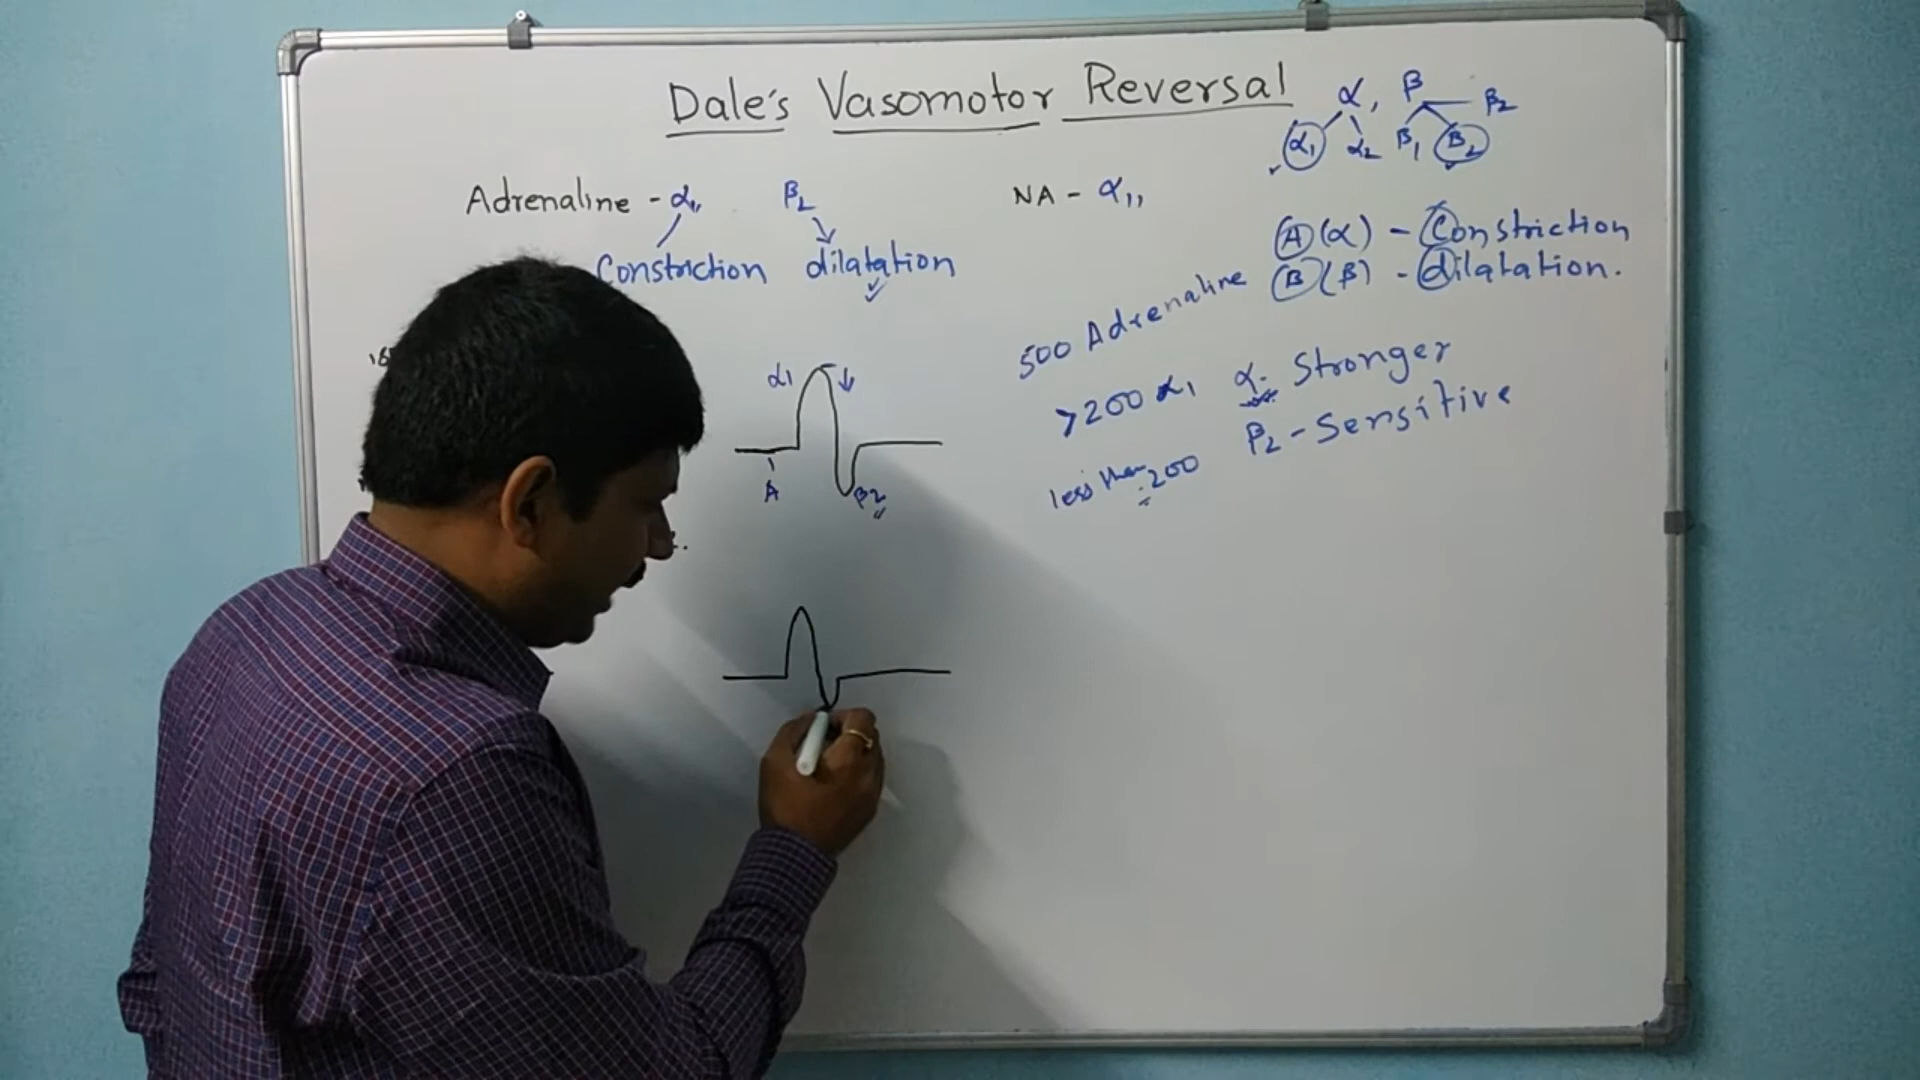 Dale's Vasomotor Reversal
α, β
β2
α1 α2 β1 β2
Adrenaline - α1,, β2
NA - α1,,
Constriction dilatation
A (α) - Constriction
B (β) - dilatation.
500 Adrenaline
>200 α1
less than 200
α - Stronger
β2 - Sensitive
α1
A
β2